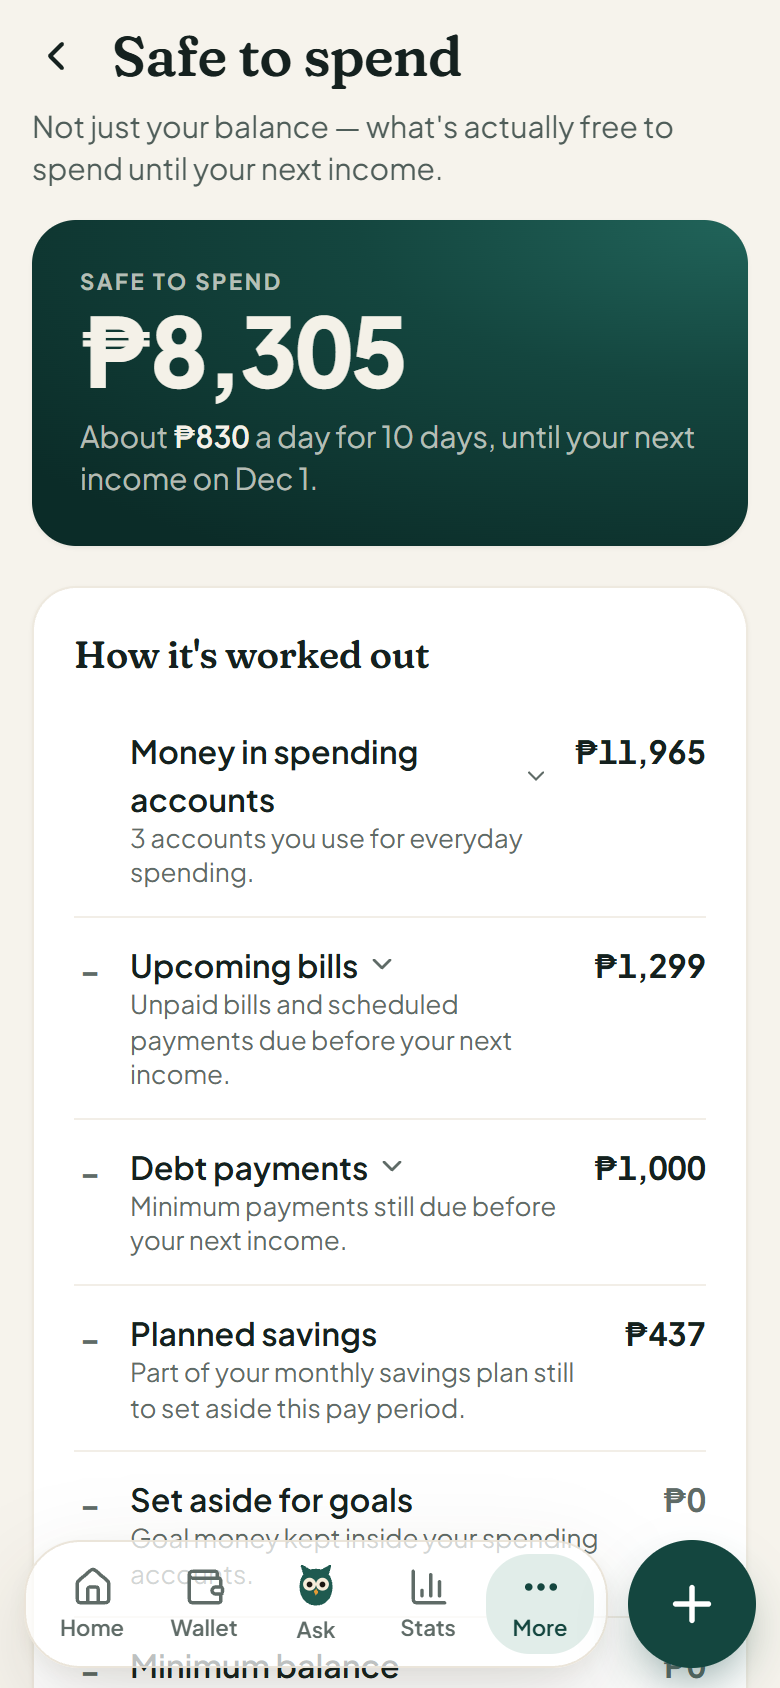 Safe to spend
Not just your balance — what's actually free to
spend until your next income.
SAFE TO SPEND
₱8,305
About ₱830 a day for 10 days, until your next
income on Dec 1.
How it's worked out
Money in spending
accounts
₱11,965
3 accounts you use for everyday
spending.
– Upcoming bills ₱1,299
Unpaid bills and scheduled
payments due before your next
income.
– Debt payments ₱1,000
Minimum payments still due before
your next income.
– Planned savings ₱437
Part of your monthly savings plan still
to set aside this pay period.
– Set aside for goals ₱0
Goal money kept inside your spending
accounts.
Home Wallet Ask Stats More
– Minimum balance ₱0